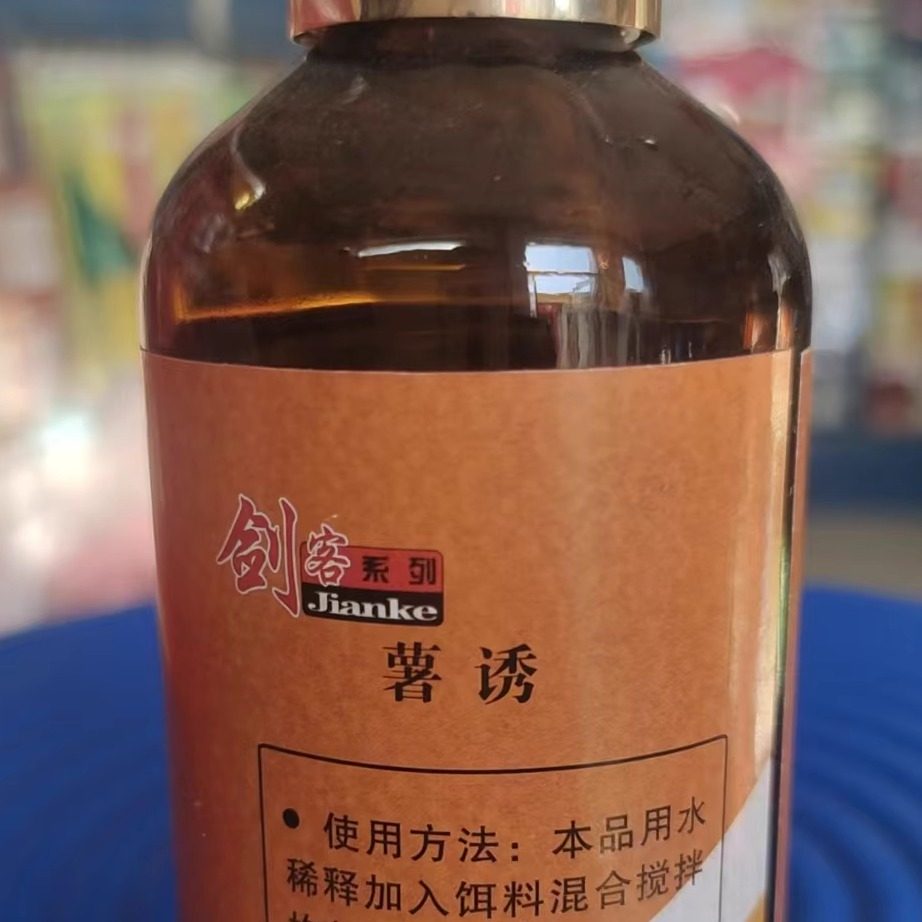 剑客系列
Jianke
薯诱
● 使用方法：本品用水
稀释加入饵料混合搅拌